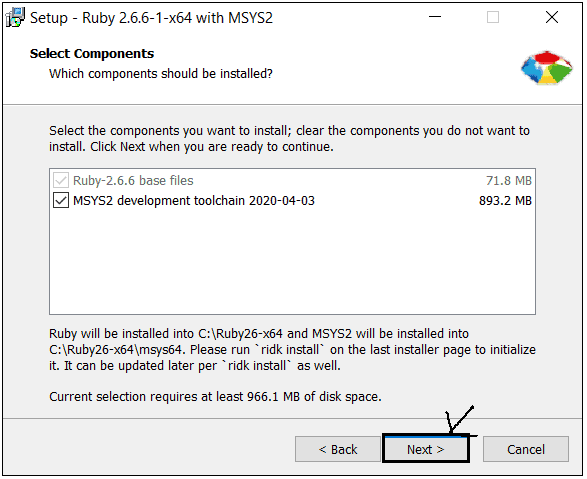 Setup - Ruby 2.6.6-1-x64 with MSYS2
Select Components
Which components should be installed?
Select the components you want to install; clear the components you do not want to
install. Click Next when you are ready to continue.
Ruby-2.6.6 base files 71.8 MB
MSYS2 development toolchain 2020-04-03 893.2 MB
Ruby will be installed into C:\Ruby26-x64 and MSYS2 will be installed into
C:\Ruby26-x64\msys64. Please run `ridk install` on the last installer page to initialize
it. It can be updated later per `ridk install` as well.
Current selection requires at least 966.1 MB of disk space.
< Back Next > Cancel